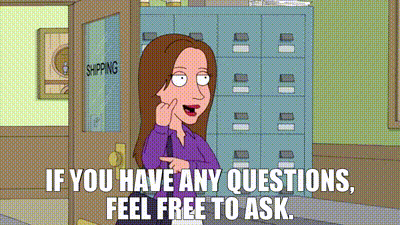 SHIPPING
IF YOU HAVE ANY QUESTIONS,
FEEL FREE TO ASK.